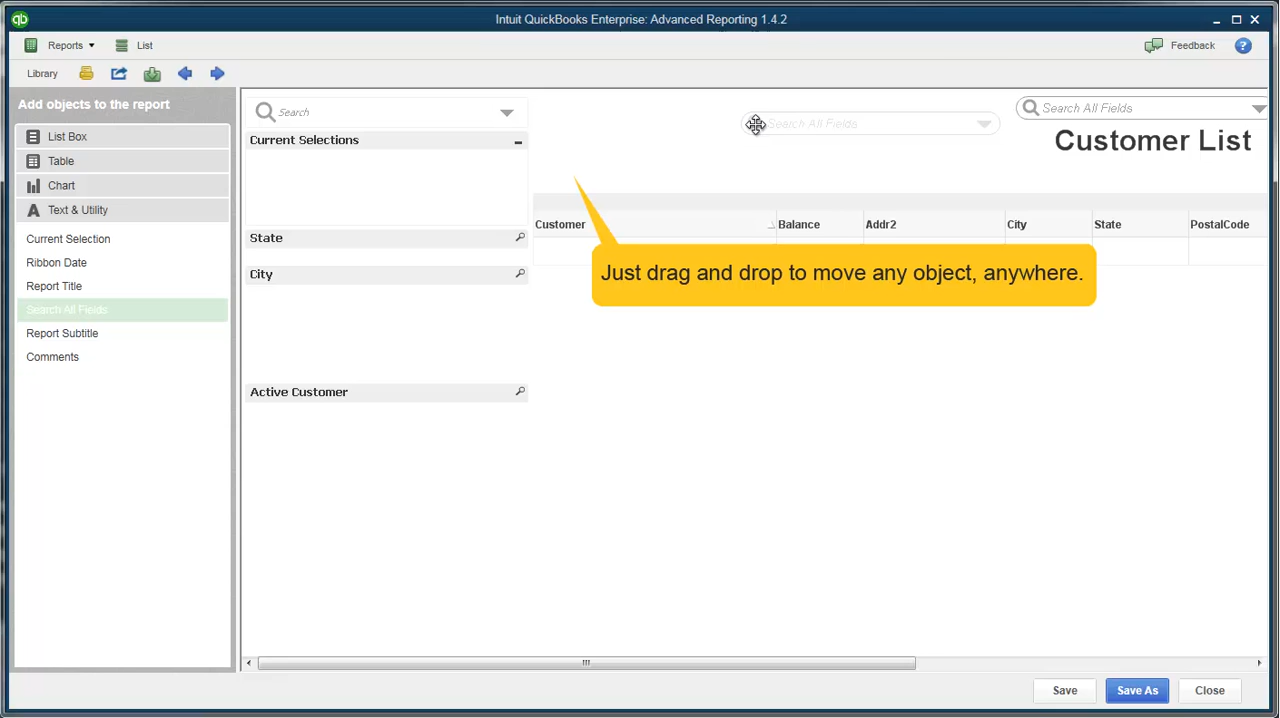 qb
Intuit QuickBooks Enterprise: Advanced Reporting 1.4.2
Reports
List
Feedback
?
Library
Add objects to the report
List Box
Table
Chart
A Text & Utility
Current Selection
Ribbon Date
Report Title
Search All Fields
Report Subtitle
Comments
Search
Current Selections
State
City
Active Customer
Search All Fields
Search All Fields
Customer List
Customer Balance Addr2 City State PostalCode
Just drag and drop to move any object, anywhere.
Save
Save As
Close